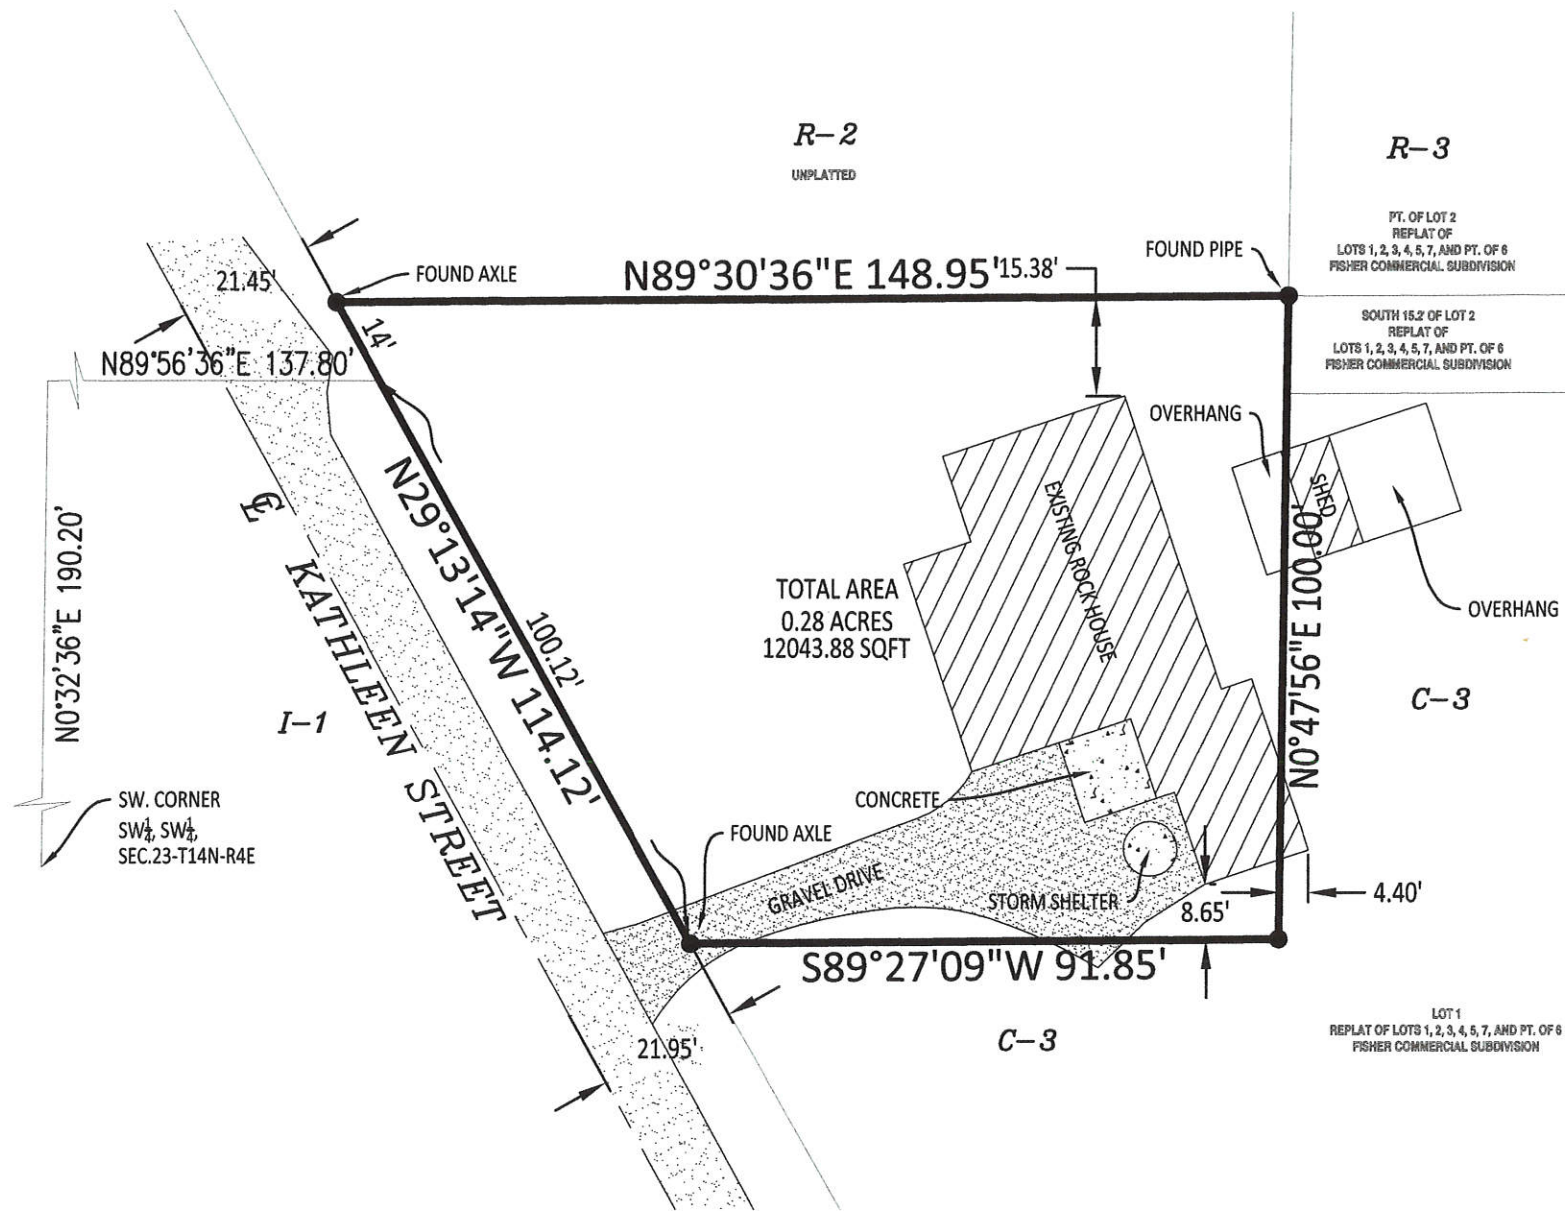 R-2
UNPLATTED
R-3
PT. OF LOT 2
REPLAT OF
LOTS 1, 2, 3, 4, 5, 7, AND PT. OF 6
FISHER COMMERCIAL SUBDIVISION
FOUND PIPE
FOUND AXLE
N89°30'36"E 148.95'
15.38'
21.45'
14'
SOUTH 15.2' OF LOT 2
REPLAT OF
LOTS 1, 2, 3, 4, 5, 7, AND PT. OF 6
FISHER COMMERCIAL SUBDIVISION
N89°56'36"E 137.80'
OVERHANG
SHED
OVERHANG
N0°32'36"E 190.20'
℄ KATHLEEN STREET
N29°13'14"W 114.12'
100.12'
EXISTING ROCK HOUSE
TOTAL AREA
0.28 ACRES
12043.88 SQFT
N0°47'56"E 100.00'
C-3
I-1
SW. CORNER
SW¼, SW¼,
SEC.23-T14N-R4E
CONCRETE
FOUND AXLE
GRAVEL DRIVE
STORM SHELTER
8.65'
4.40'
S89°27'09"W 91.85'
21.95'
C-3
LOT 1
REPLAT OF LOTS 1, 2, 3, 4, 5, 7, AND PT. OF 6
FISHER COMMERCIAL SUBDIVISION